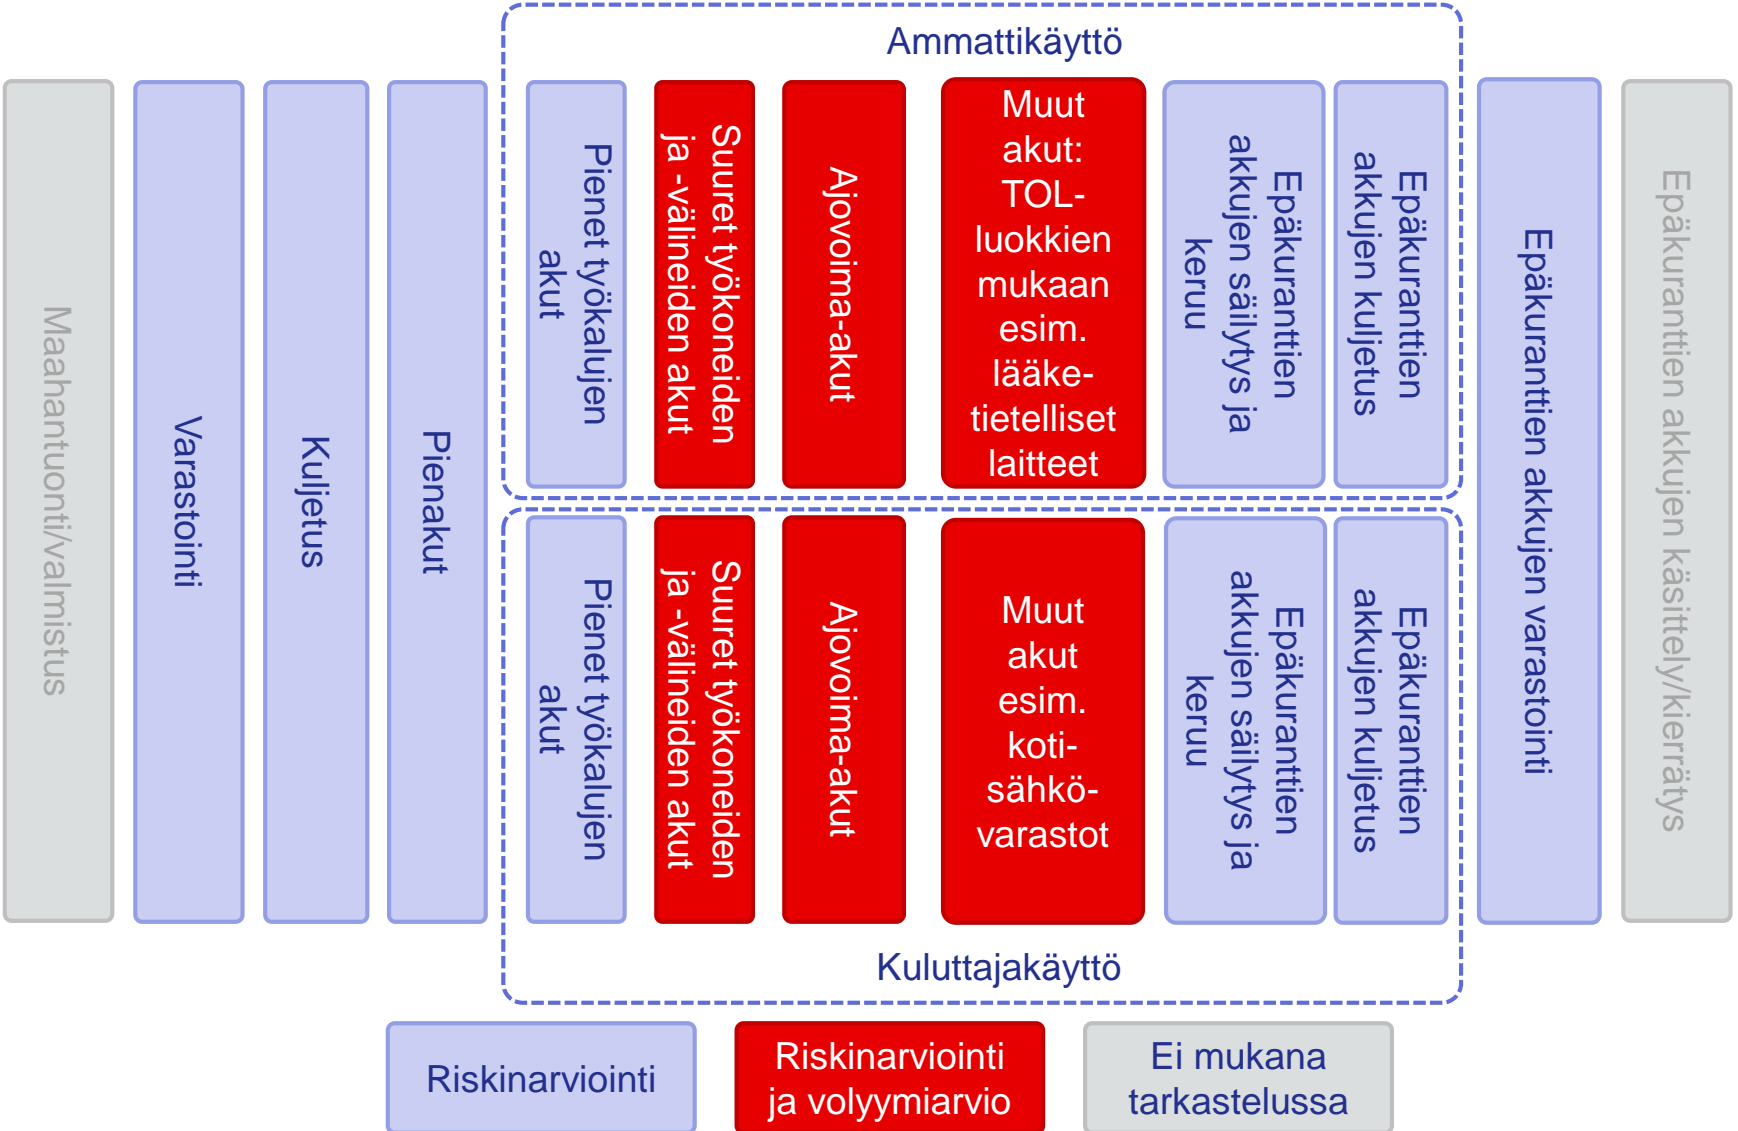 Ammattikäyttö
Maahantuonti/valmistus
Varastointi
Kuljetus
Pienakut
Pienet työkalujen
akut
Suuret työkoneiden
ja -välineiden akut
Ajovoima-akut
Muut
akut:
TOL-
luokkien
mukaan
esim.
lääke-
tietelliset
laitteet
Epäkuranttien
akkujen säilytys ja
keruu
Epäkuranttien
akkujen kuljetus
Pienet työkalujen
akut
Suuret työkoneiden
ja -välineiden akut
Ajovoima-akut
Muut
akut
esim.
koti-
sähkö-
varastot
Epäkuranttien
akkujen säilytys ja
keruu
Epäkuranttien
akkujen kuljetus
Epäkuranttien akkujen varastointi
Epäkuranttien akkujen käsittely/kierrätys
Kuluttajakäyttö
Riskinarviointi
Riskinarviointi
ja volyymiarvio
Ei mukana
tarkastelussa